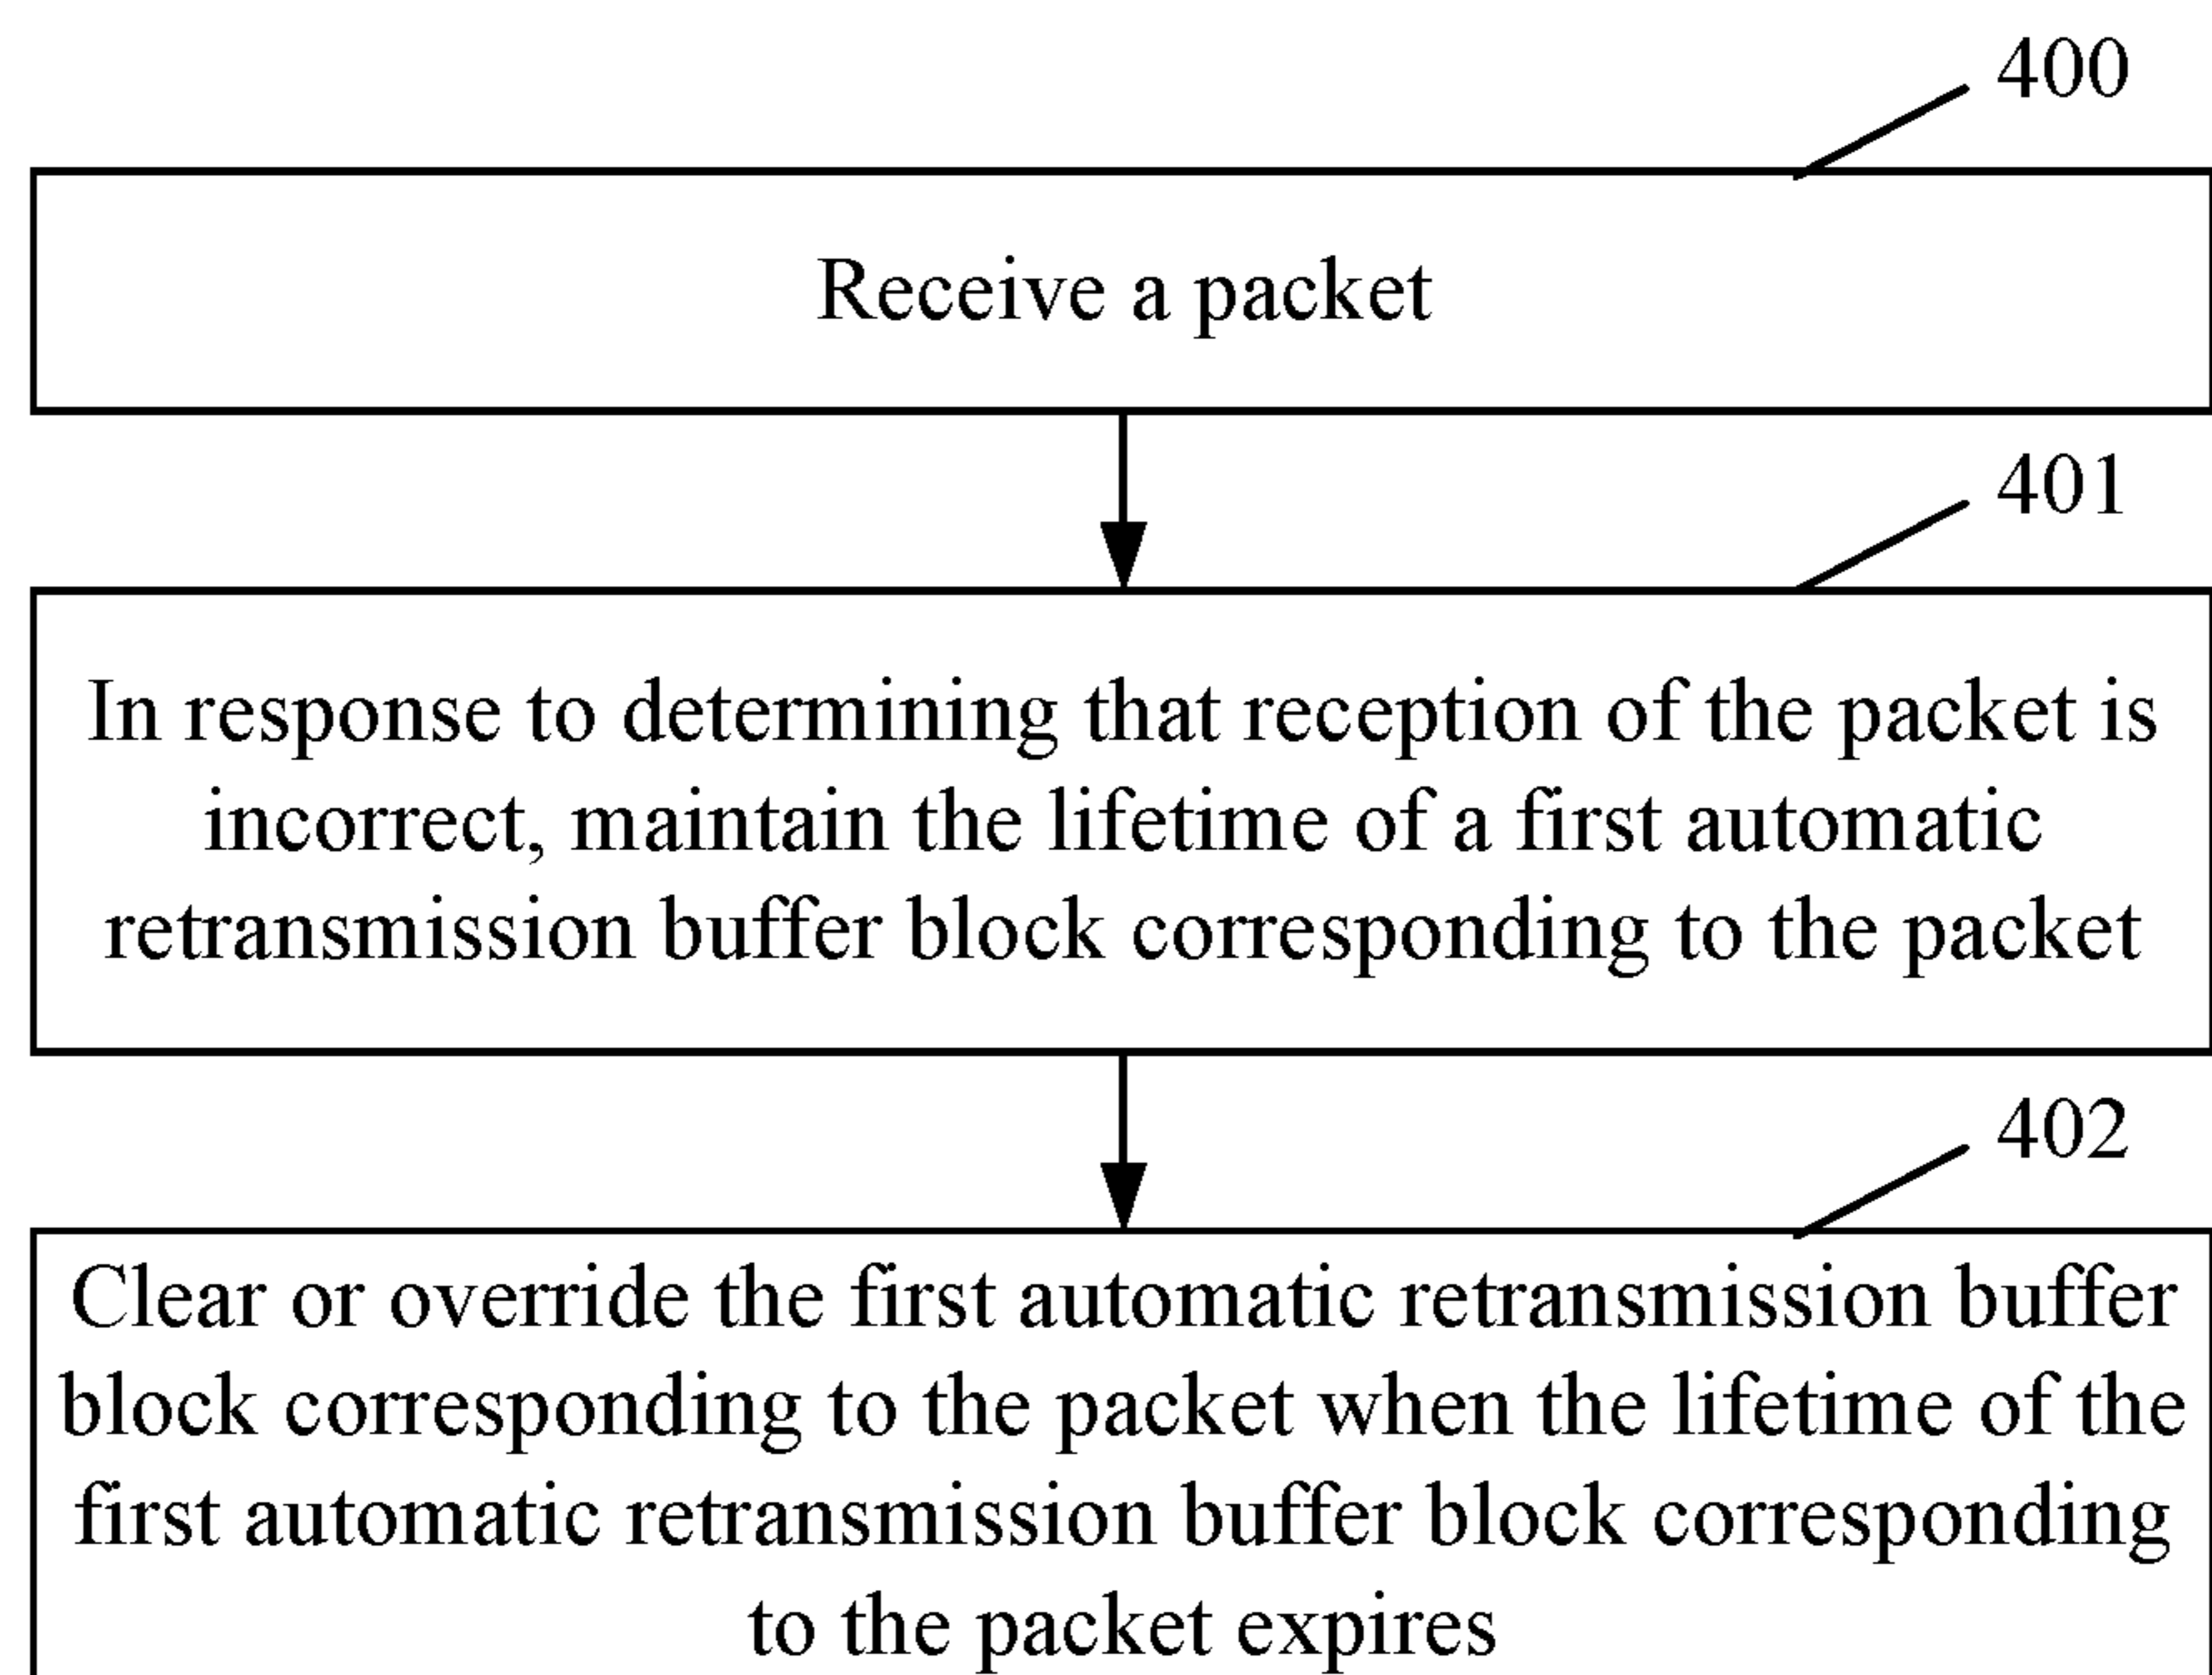 400
Receive a packet
401
In response to determining that reception of the packet is
incorrect, maintain the lifetime of a first automatic
retransmission buffer block corresponding to the packet
402
Clear or override the first automatic retransmission buffer
block corresponding to the packet when the lifetime of the
first automatic retransmission buffer block corresponding
to the packet expires